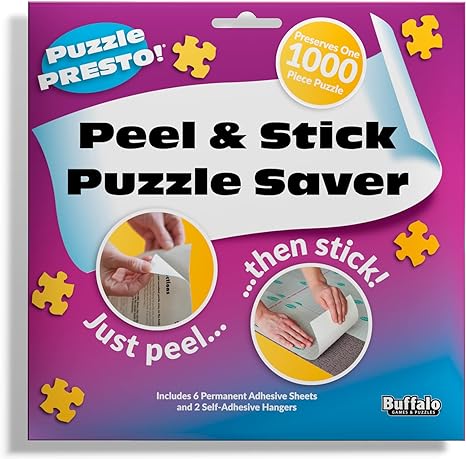 Puzzle
PRESTO!®
Preserves One
1000
Piece Puzzle
Peel & Stick
Puzzle Saver
Just peel...
...then stick!
Includes 6 Permanent Adhesive Sheets
and 2 Self-Adhesive Hangers
Buffalo
GAMES & PUZZLES